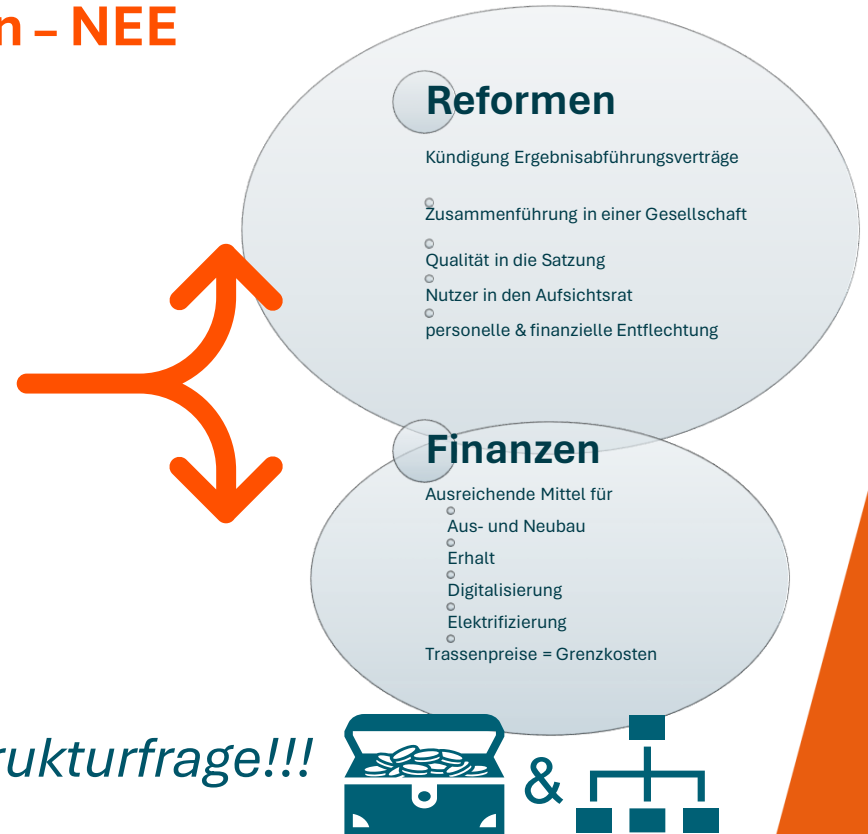 n – NEE
Reformen
Kündigung Ergebnisabführungsverträge
Zusammenführung in einer Gesellschaft
Qualität in die Satzung
Nutzer in den Aufsichtsrat
personelle & finanzielle Entflechtung
Finanzen
Ausreichende Mittel für
Aus- und Neubau
Erhalt
Digitalisierung
Elektrifizierung
Trassenpreise = Grenzkosten
rukturfrage!!!
&